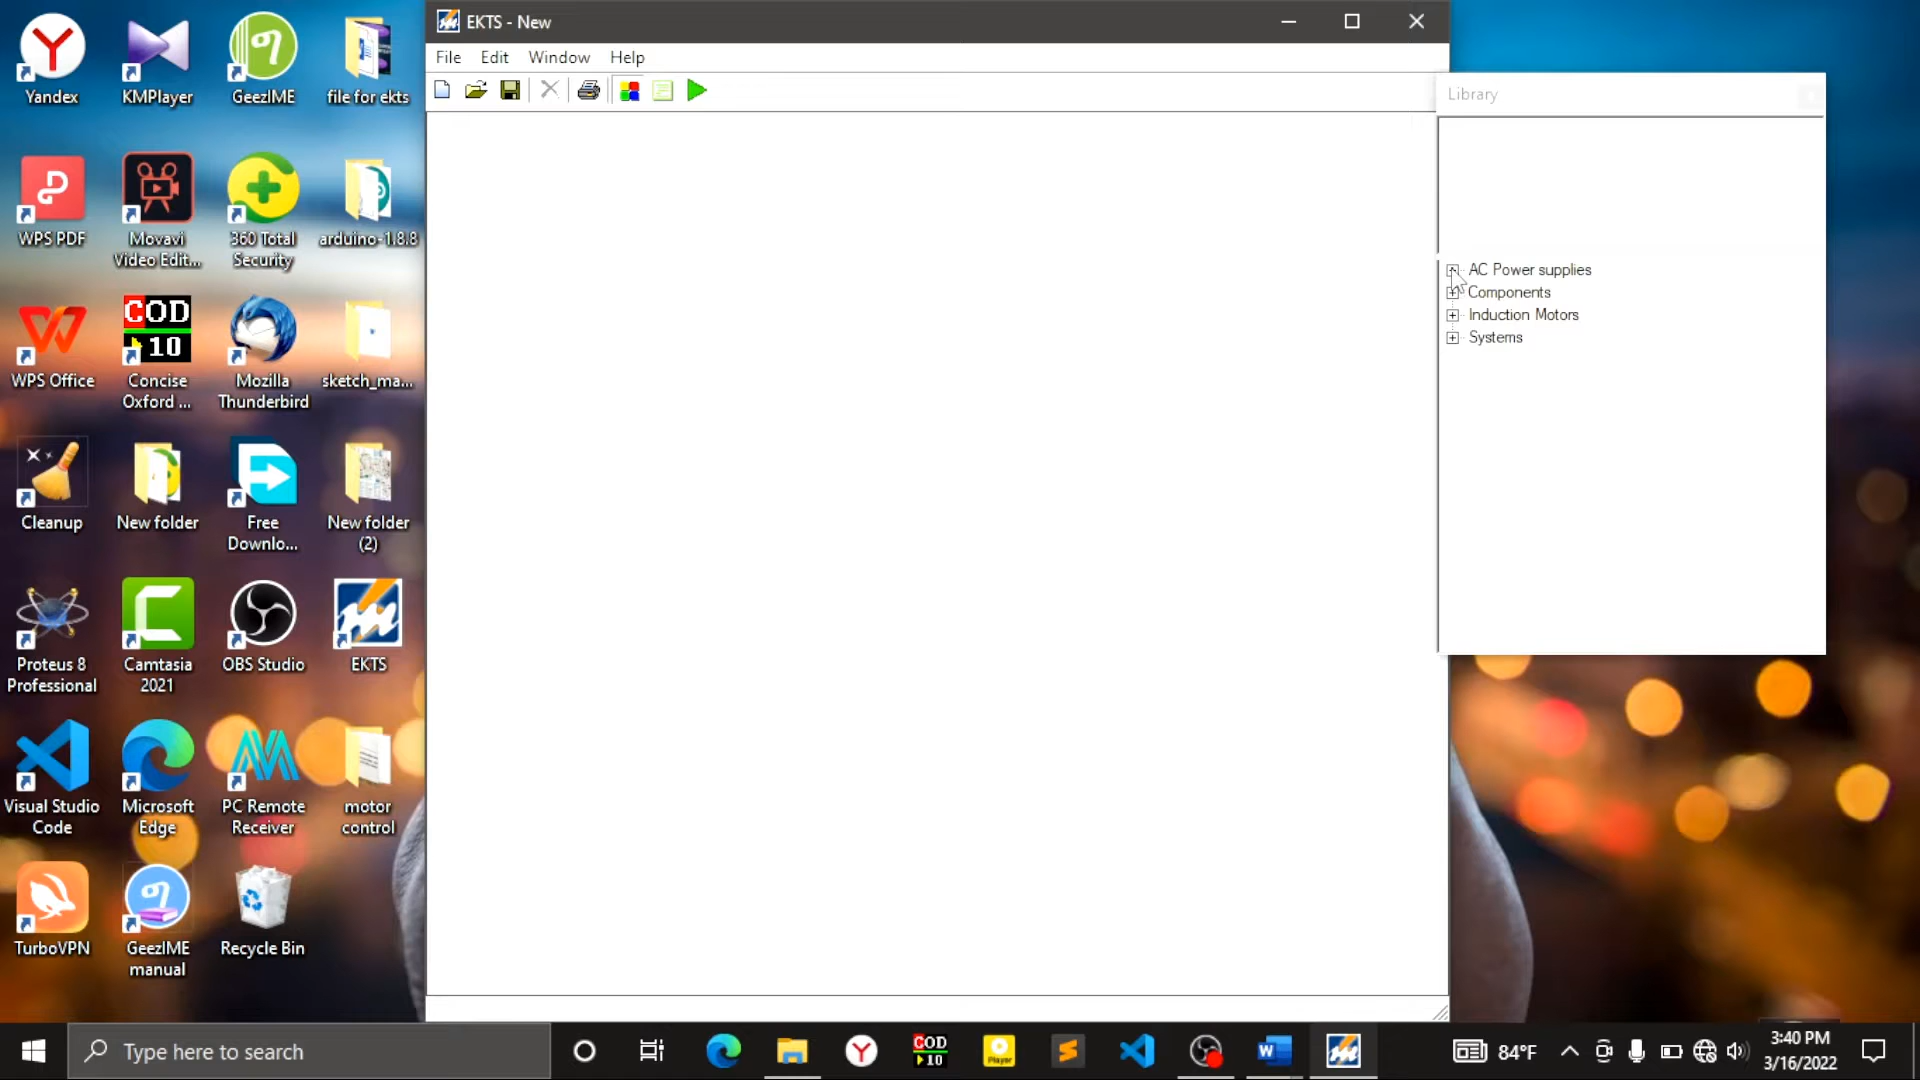 Yandex
KMPlayer
GeezIME
file for ekts
WPS PDF
Movavi
Video Edit...
360 Total
Security
arduino-1.8.8
WPS Office
COD
10
Concise
Oxford ...
Mozilla
Thunderbird
sketch_ma...
Cleanup
New folder
Free
Downlo...
New folder
(2)
Proteus 8
Professional
Camtasia
2021
OBS Studio
EKTS
Visual Studio
Code
Microsoft
Edge
PC Remote
Receiver
motor
control
TurboVPN
GeezIME
manual
Recycle Bin
EKTS - New
File Edit Window Help
Library
AC Power supplies
Components
Induction Motors
Systems
Type here to search
COD
10
Player
84°F
3:40 PM
3/16/2022